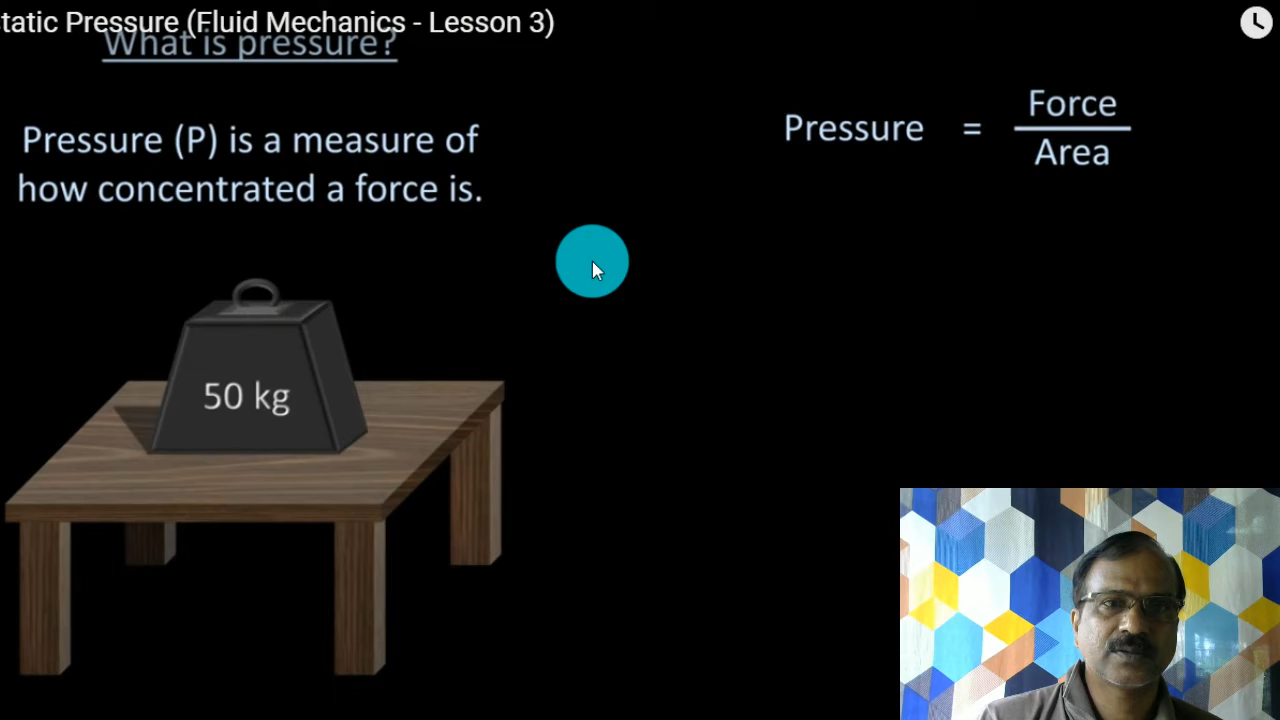 tatic Pressure (Fluid Mechanics - Lesson 3)
What is pressure?
Pressure (P) is a measure of
how concentrated a force is.
Pressure = Force
Area
50 kg